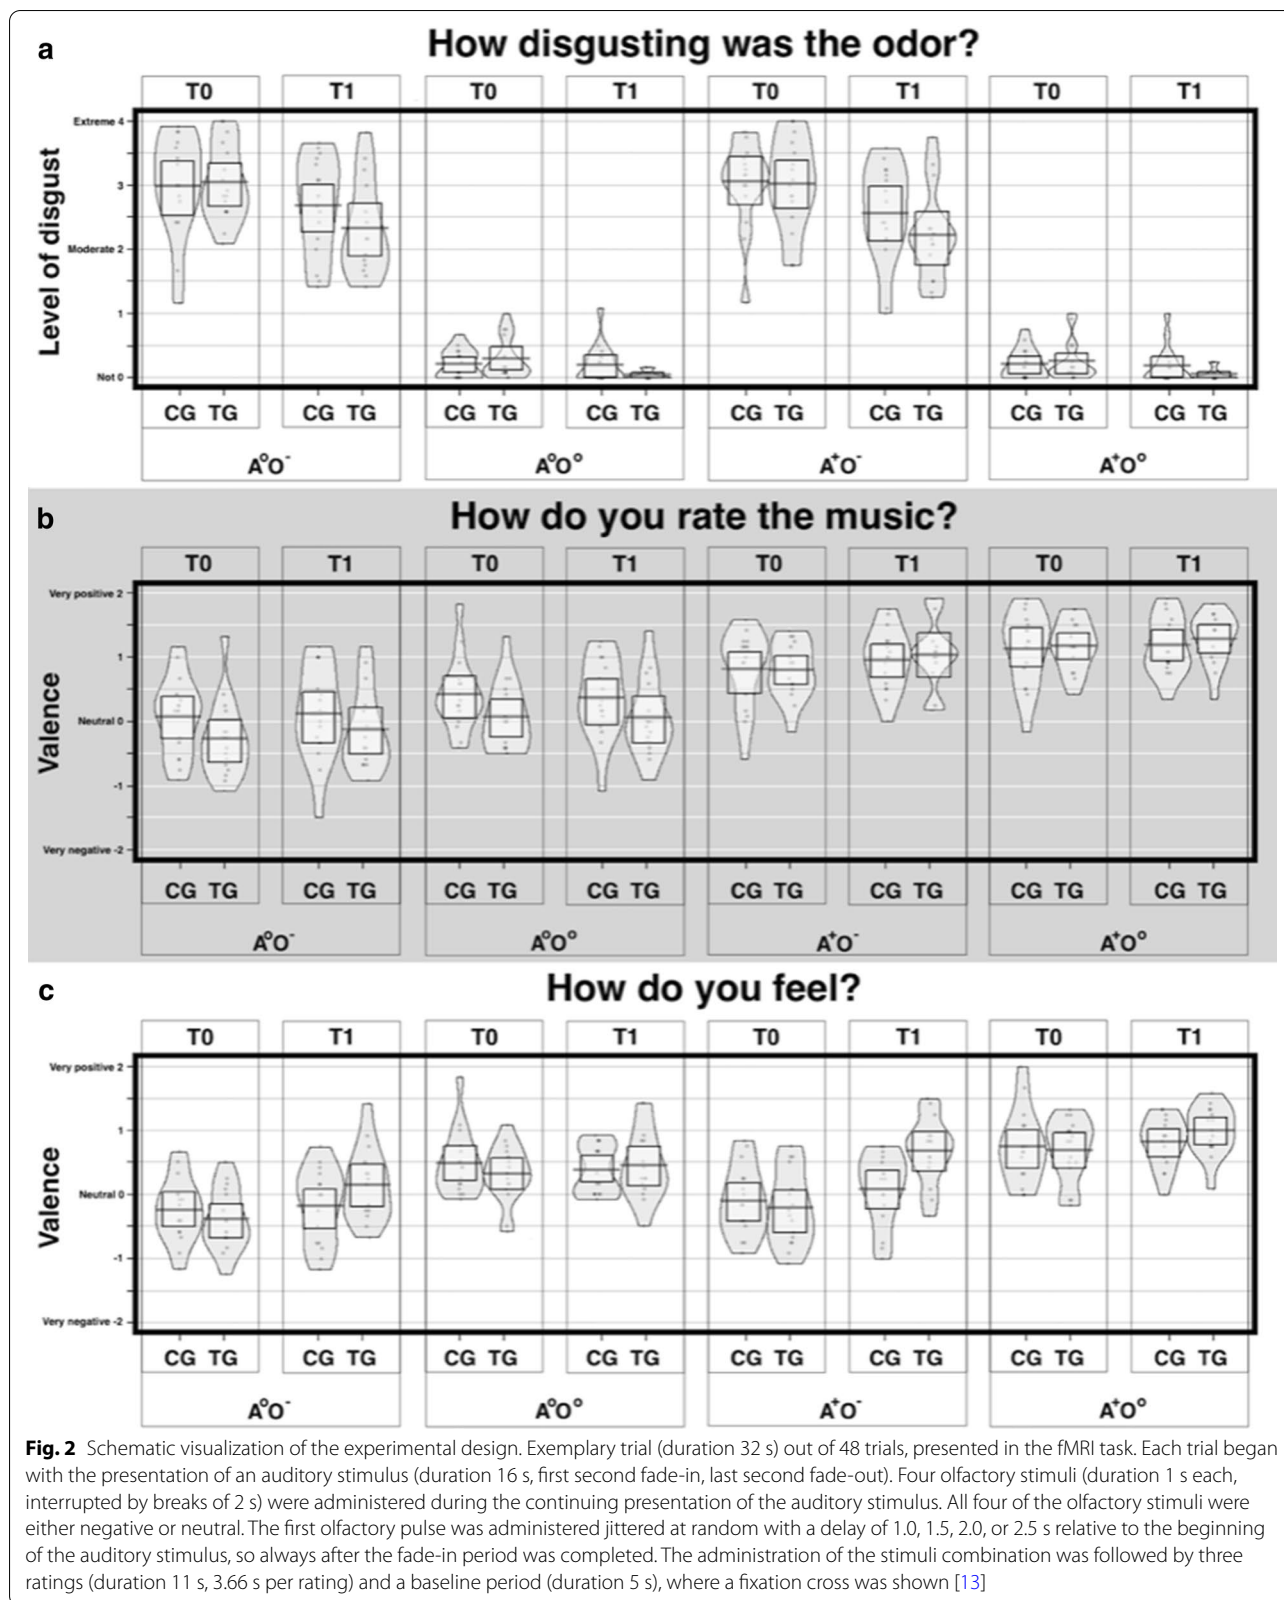 a
How disgusting was the odor?
T0 T1 T0 T1 T0 T1 T0 T1
Level of disgust
Extreme 4
3
Moderate 2
1
Not 0
CG TG CG TG CG TG CG TG CG TG CG TG CG TG CG TG
A⁰O⁻ A⁰O⁰ A⁺O⁻ A⁺O⁰
b
How do you rate the music?
T0 T1 T0 T1 T0 T1 T0 T1
Valence
Very positive 2
1
Neutral 0
-1
Very negative -2
CG TG CG TG CG TG CG TG CG TG CG TG CG TG CG TG
A⁰O⁻ A⁰O⁰ A⁺O⁻ A⁺O⁰
c
How do you feel?
T0 T1 T0 T1 T0 T1 T0 T1
Valence
Very positive 2
1
Neutral 0
-1
Very negative -2
CG TG CG TG CG TG CG TG CG TG CG TG CG TG CG TG
A⁰O⁻ A⁰O⁰ A⁺O⁻ A⁺O⁰
Fig. 2 Schematic visualization of the experimental design. Exemplary trial (duration 32 s) out of 48 trials, presented in the fMRI task. Each trial began
with the presentation of an auditory stimulus (duration 16 s, first second fade-in, last second fade-out). Four olfactory stimuli (duration 1 s each,
interrupted by breaks of 2 s) were administered during the continuing presentation of the auditory stimulus. All four of the olfactory stimuli were
either negative or neutral. The first olfactory pulse was administered jittered at random with a delay of 1.0, 1.5, 2.0, or 2.5 s relative to the beginning
of the auditory stimulus, so always after the fade-in period was completed. The administration of the stimuli combination was followed by three
ratings (duration 11 s, 3.66 s per rating) and a baseline period (duration 5 s), where a fixation cross was shown [13]